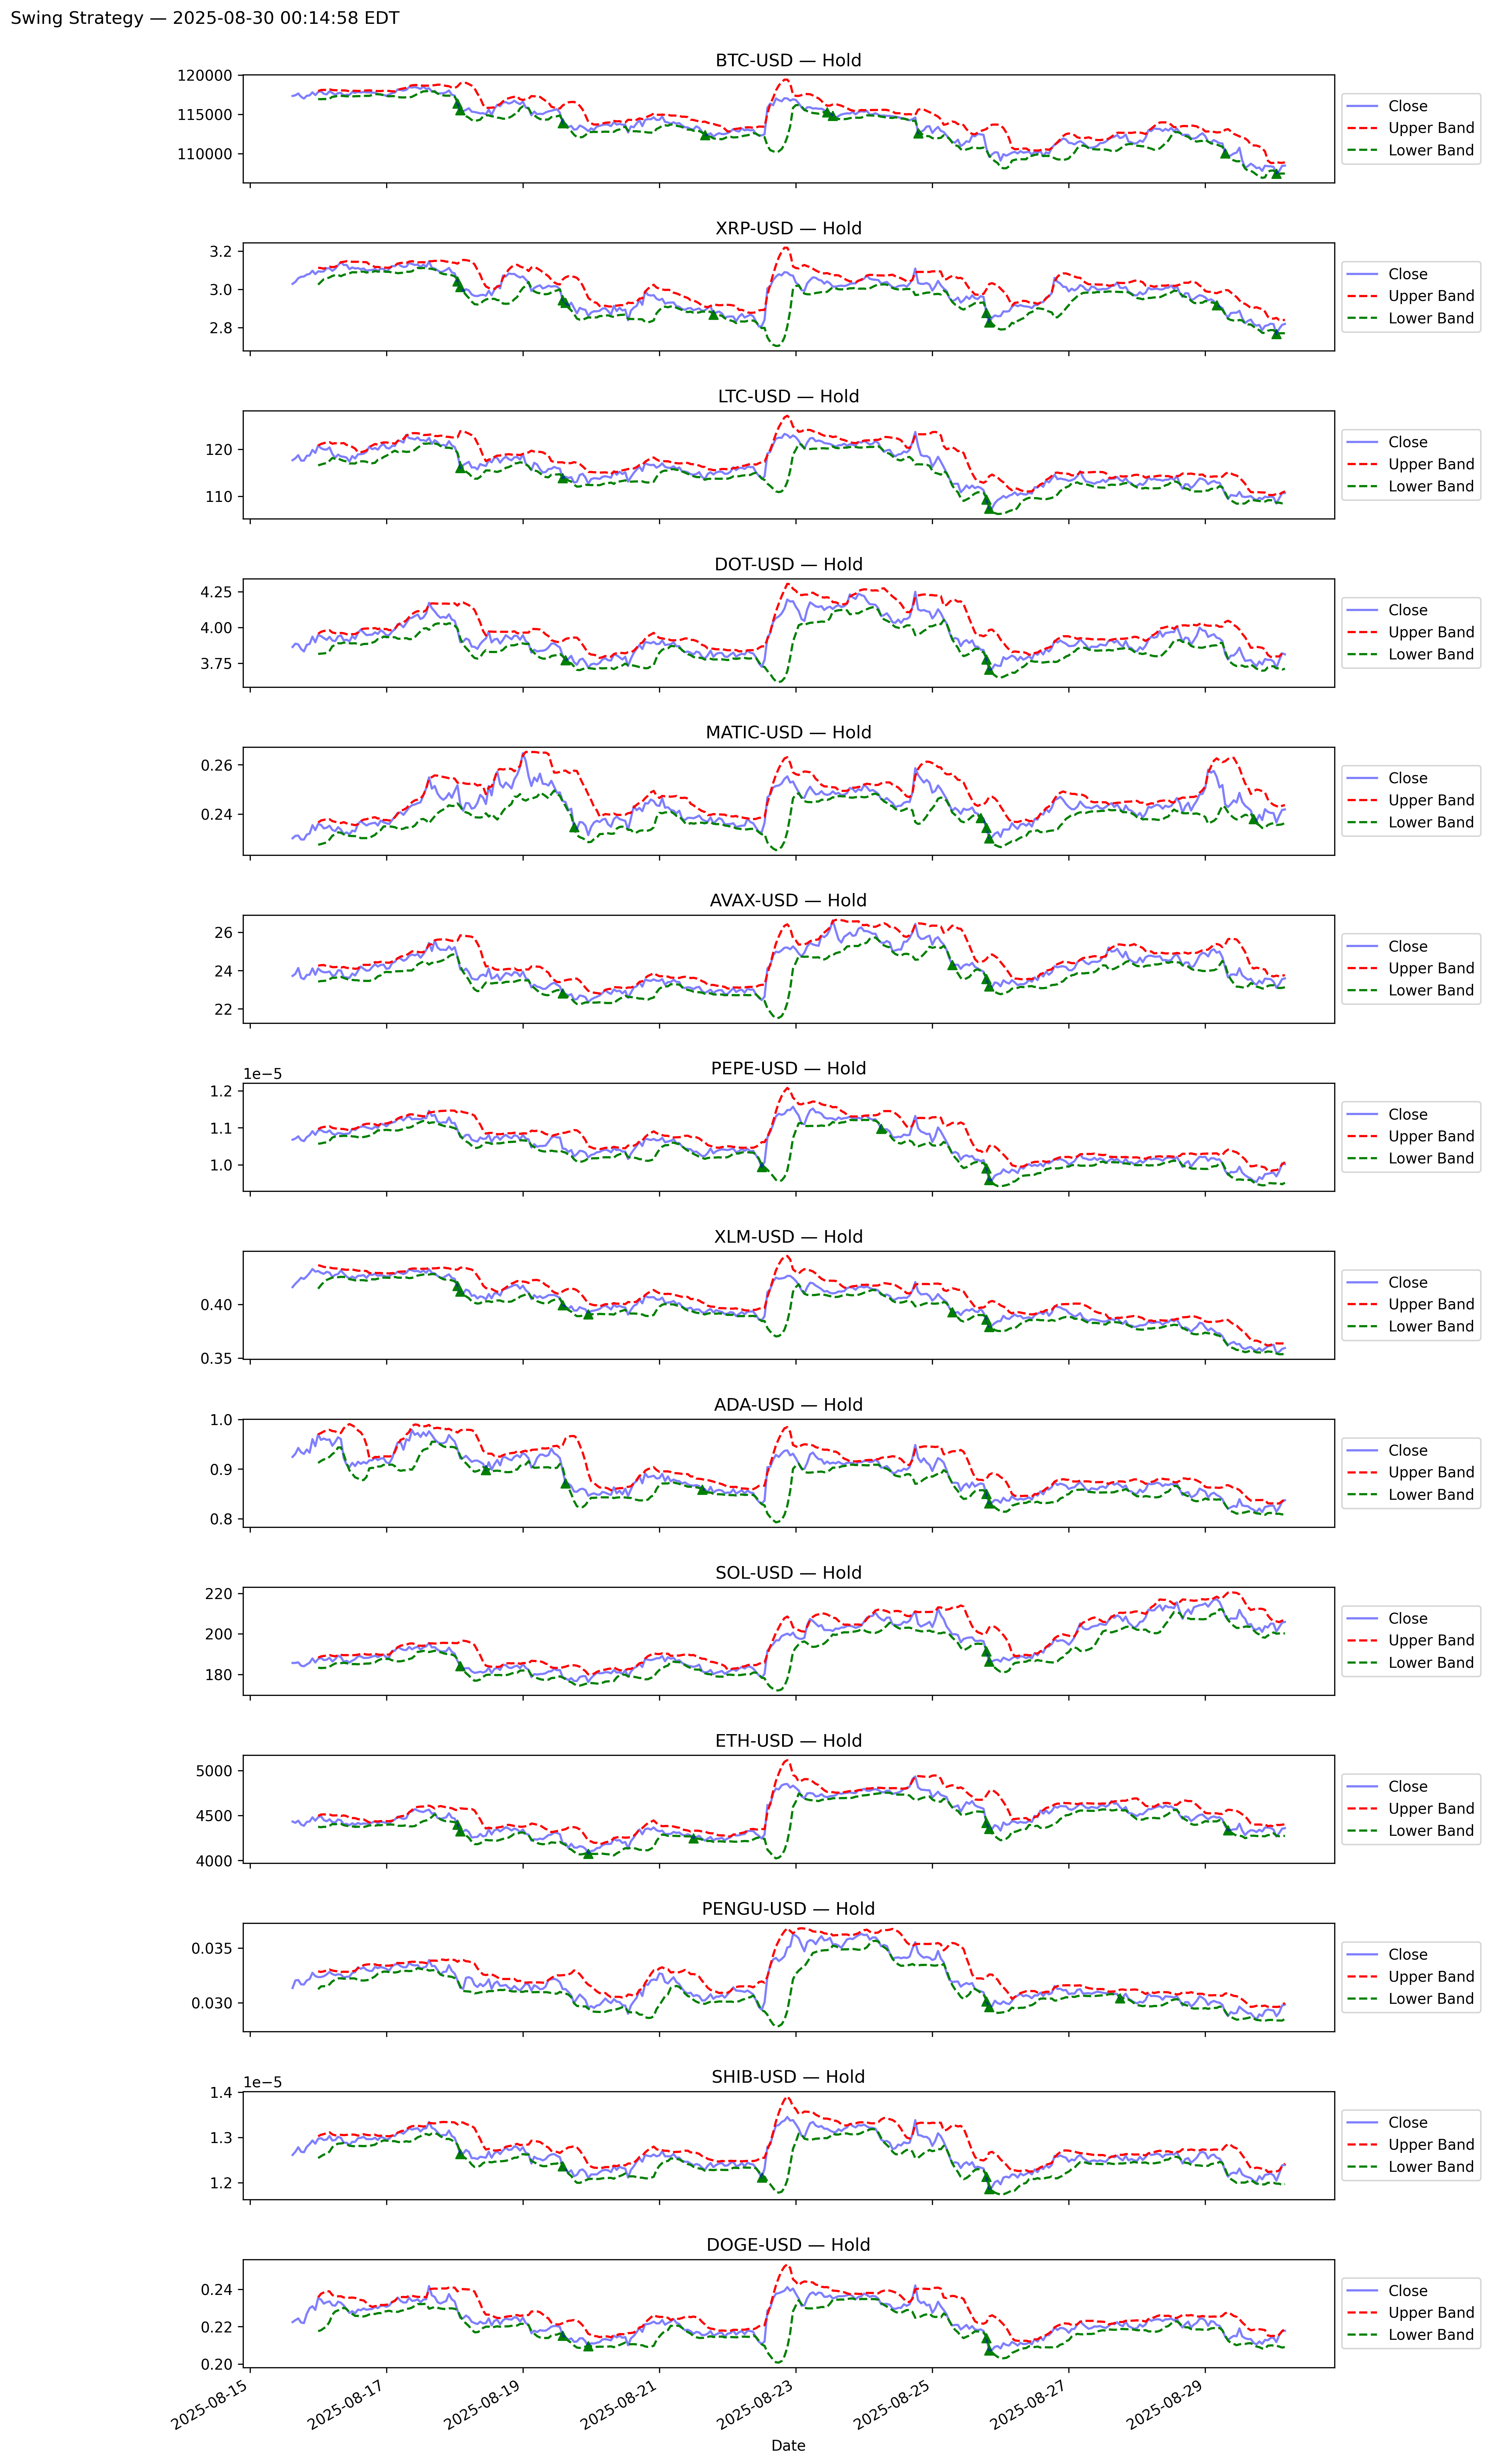 Swing Strategy — 2025-08-30 00:14:58 EDT
BTC-USD — Hold
120000
115000
110000
Close
Upper Band
Lower Band
XRP-USD — Hold
3.2
3.0
2.8
Close
Upper Band
Lower Band
LTC-USD — Hold
120
110
Close
Upper Band
Lower Band
DOT-USD — Hold
4.25
4.00
3.75
Close
Upper Band
Lower Band
MATIC-USD — Hold
0.26
0.24
Close
Upper Band
Lower Band
AVAX-USD — Hold
26
24
22
Close
Upper Band
Lower Band
PEPE-USD — Hold
1e−5
1.2
1.1
1.0
Close
Upper Band
Lower Band
XLM-USD — Hold
0.40
0.35
Close
Upper Band
Lower Band
ADA-USD — Hold
1.0
0.9
0.8
Close
Upper Band
Lower Band
SOL-USD — Hold
220
200
180
Close
Upper Band
Lower Band
ETH-USD — Hold
5000
4500
4000
Close
Upper Band
Lower Band
PENGU-USD — Hold
0.035
0.030
Close
Upper Band
Lower Band
SHIB-USD — Hold
1e−5
1.4
1.3
1.2
Close
Upper Band
Lower Band
DOGE-USD — Hold
0.24
0.22
0.20
Close
Upper Band
Lower Band
2025-08-15
2025-08-17
2025-08-19
2025-08-21
2025-08-23
2025-08-25
2025-08-27
2025-08-29
Date